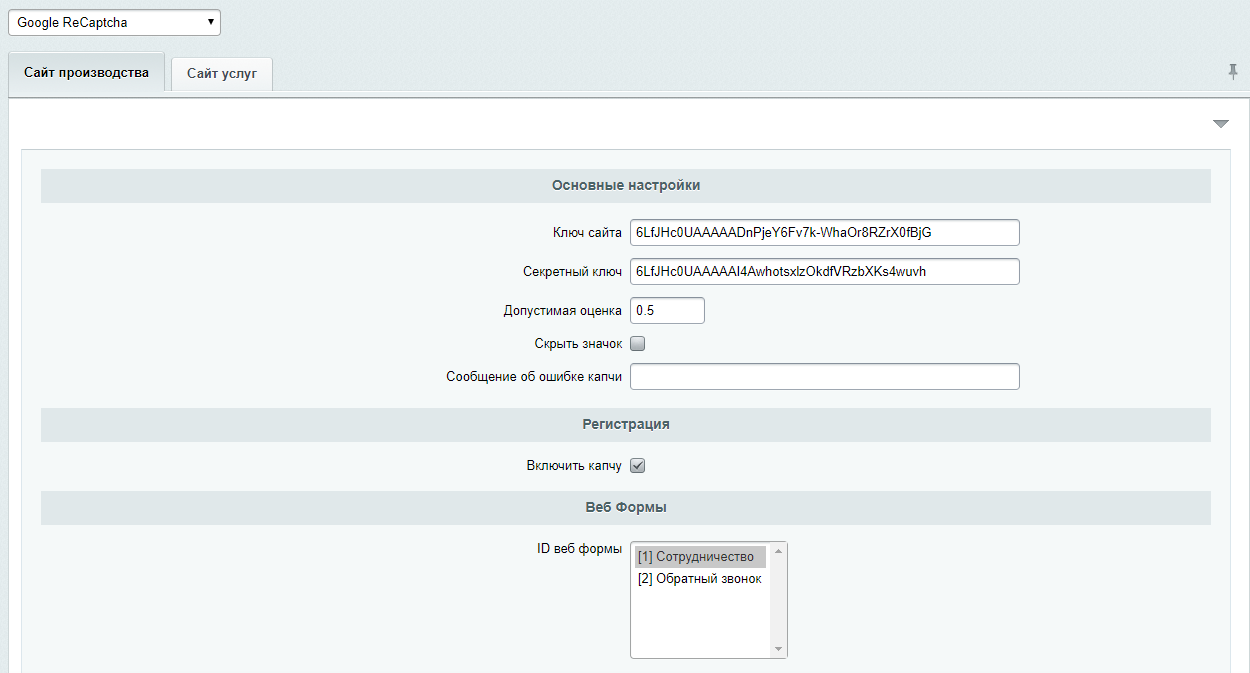 Google ReCaptcha
Сайт производства
Сайт услуг
Основные настройки
Ключ сайта 6LfJHc0UAAAAADnPjeY6Fv7k-WhaOr8RZrX0fBjG
Секретный ключ 6LfJHc0UAAAAAI4AwhotsxlzOkdfVRzbXKs4wuvh
Допустимая оценка 0.5
Скрыть значок
Сообщение об ошибке капчи
Регистрация
Включить капчу
Веб Формы
ID веб формы [1] Сотрудничество
[2] Обратный звонок